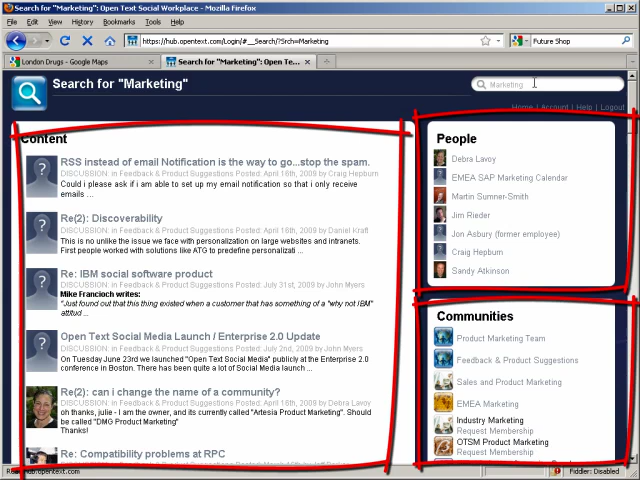 Search for "Marketing": Open Text Social Workplace - Mozilla Firefox
File Edit View History Bookmarks Tools Help
https://hub.opentext.com/Login/#__Search/?Srch=Marketing
Future Shop
London Drugs - Google Maps
Search for "Marketing": Open Te...
Search for "Marketing"
Marketing
Home | Account | Help | Logout
Content
RSS instead of email Notification is the way to go...stop the spam.
DISCUSSION: in Feedback & Product Suggestions Posted: April 16th, 2009 by Craig Hepburn
Could i please ask if i am able to set up my email notification so that i only receive
emails ...
Re(2): Discoverability
DISCUSSION: in Feedback & Product Suggestions Posted: April 16th, 2009 by Daniel Kraft
This is no unlike the issue we face with personalization on large websites and intranets.
First people worked with solutions like ATG to predefine personalizati ...
Re: IBM social software product
DISCUSSION: in Feedback & Product Suggestions Posted: July 31st, 2009 by John Myers
Mike Francioch writes:
"Just found out that this thing existed when a customer that has something of a "why not IBM"
attitud ...
Open Text Social Media Launch / Enterprise 2.0 Update
DISCUSSION: in Feedback & Product Suggestions Posted: July 2nd, 2009 by John Myers
On Tuesday June 23rd we launched "Open Text Social Media" publicly at the Enterprise 2.0
conference in Boston. There has been quite a lot of Social Media launch ...
Re(2): can i change the name of a community?
DISCUSSION: in Feedback & Product Suggestions Posted: April 16th, 2009 by Debra Lavoy
oh thanks, julie - I am the owner, and its currently called "Artesia Product Marketing". Should
be called "DMG Product Marketing"
Thanks!
Re: Compatibility problems at RPC
People
Debra Lavoy
EMEA SAP Marketing Calendar
Martin Sumner-Smith
Jim Rieder
Jon Asbury (former employee)
Craig Hepburn
Sandy Atkinson
Communities
Product Marketing Team
Feedback & Product Suggestions
Sales and Product Marketing
EMEA Marketing
Industry Marketing
Request Membership
OTSM Product Marketing
Request Membership
hub.opentext.com
Fiddler: Disabled